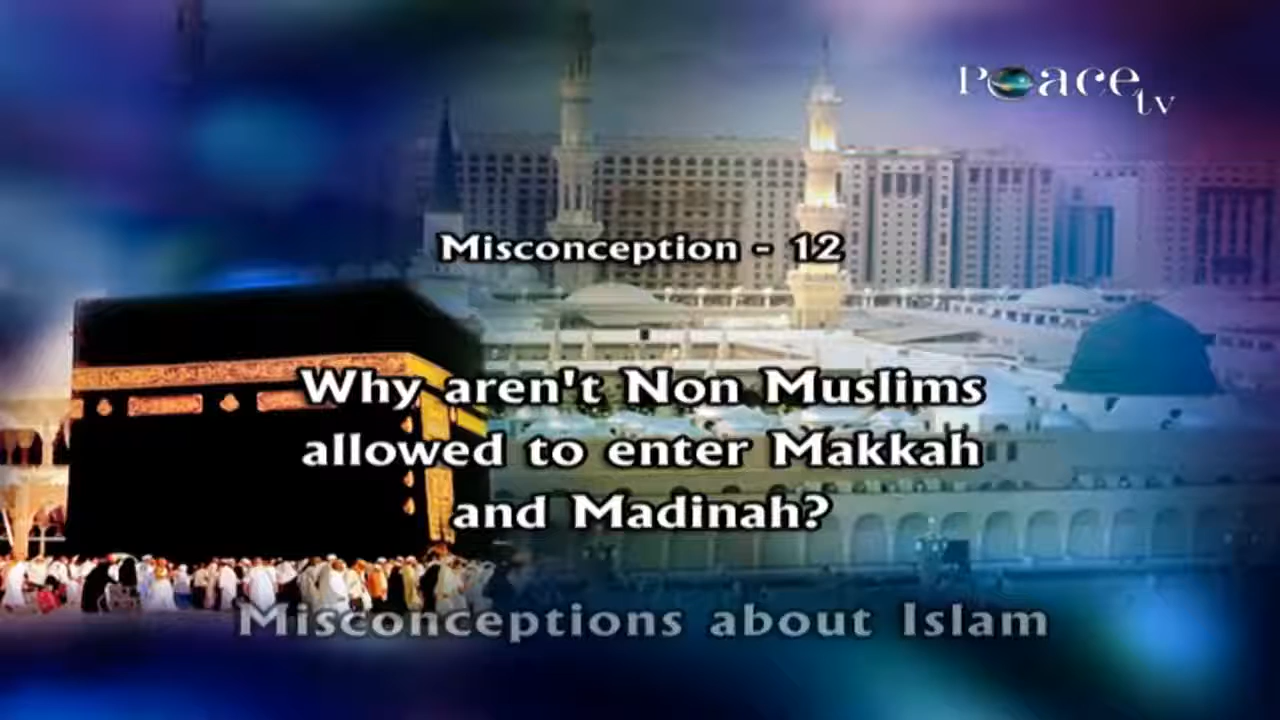 Peace tv
Misconception - 12
Why aren't Non Muslims
allowed to enter Makkah
and Madinah?
Misconceptions about Islam